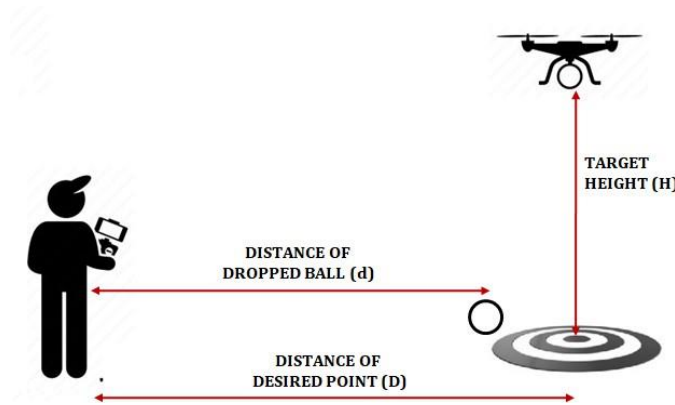 TARGET
HEIGHT (H)
DISTANCE OF
DROPPED BALL (d)
DISTANCE OF
DESIRED POINT (D)